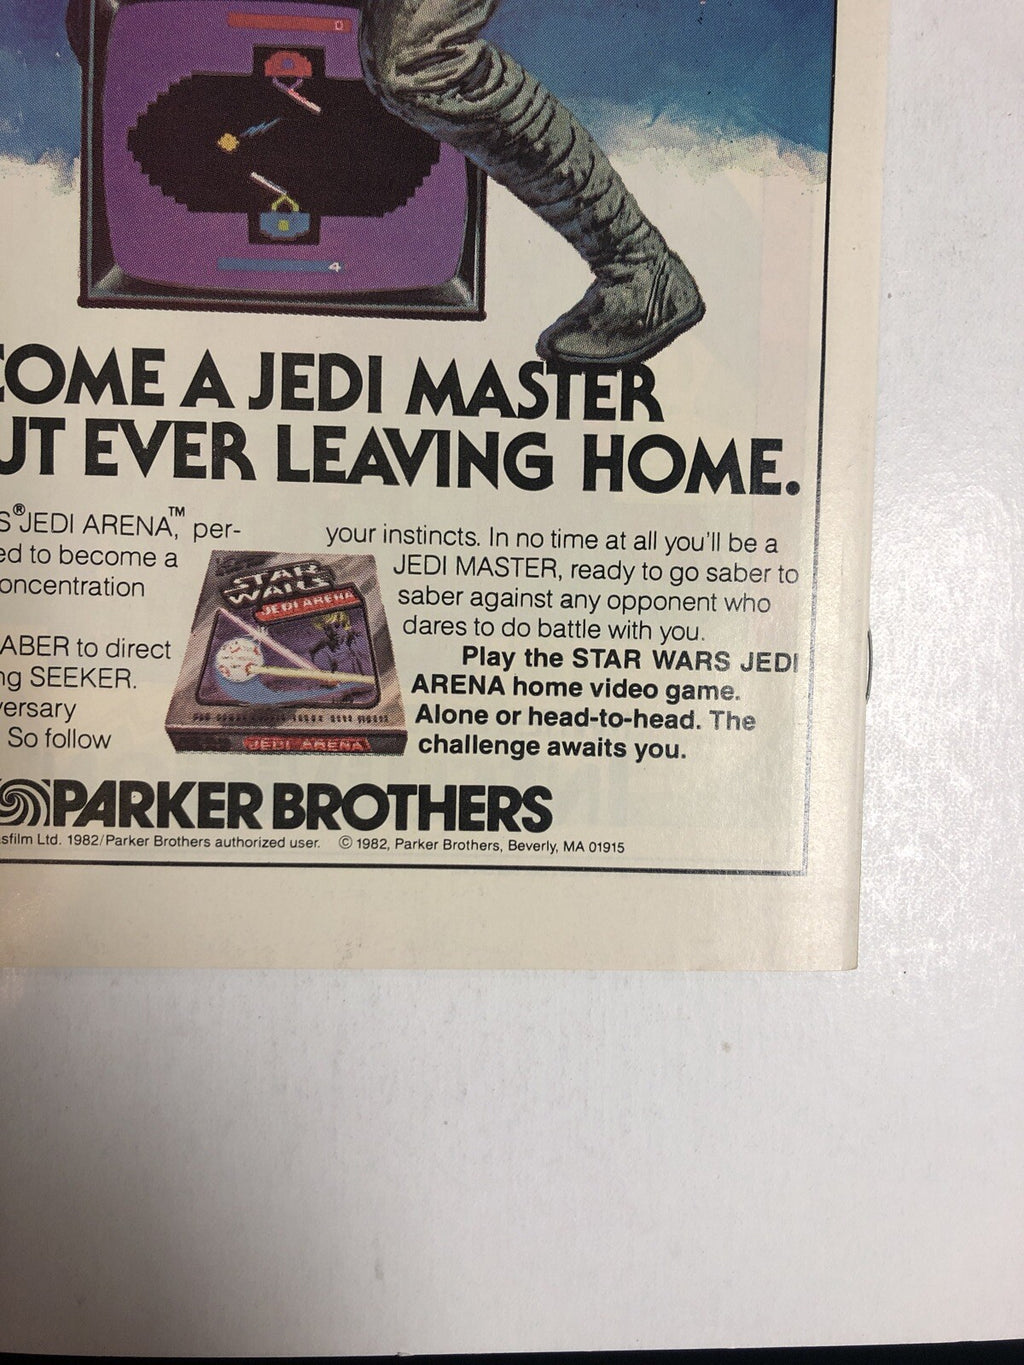 0
4
COME A JEDI MASTER
UT EVER LEAVING HOME.
S® JEDI ARENA,™ per-
ed to become a
oncentration
ABER to direct
ng SEEKER.
versary
So follow
STAR
WARS
JEDI ARENA
JEDI ARENA
your instincts. In no time at all you'll be a
JEDI MASTER, ready to go saber to
saber against any opponent who
dares to do battle with you.
Play the STAR WARS JEDI
ARENA home video game.
Alone or head-to-head. The
challenge awaits you.
PARKER BROTHERS
sfilm Ltd. 1982/Parker Brothers authorized user. © 1982, Parker Brothers, Beverly, MA 01915